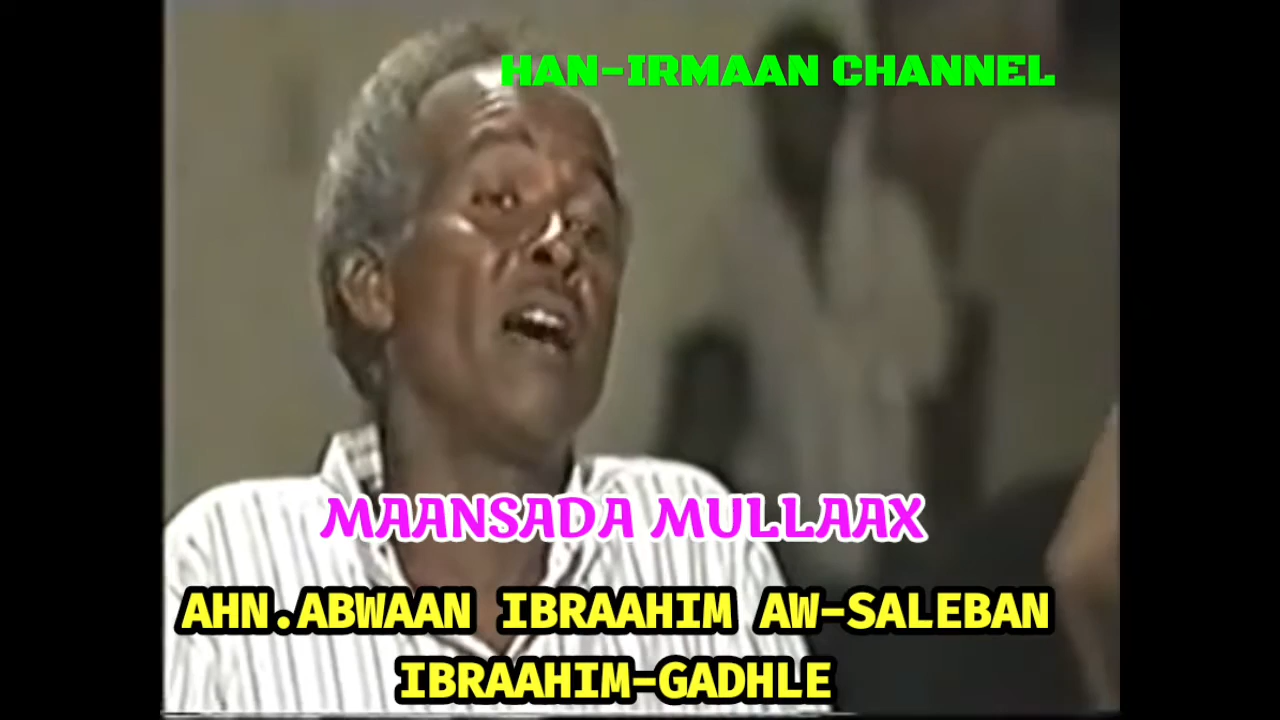 HAN-IRMAAN CHANNEL
MAANSADA MULLAAX
AHN.ABWAAN IBRAAHIM AW-SALEBAN
IBRAAHIM-GADHLE